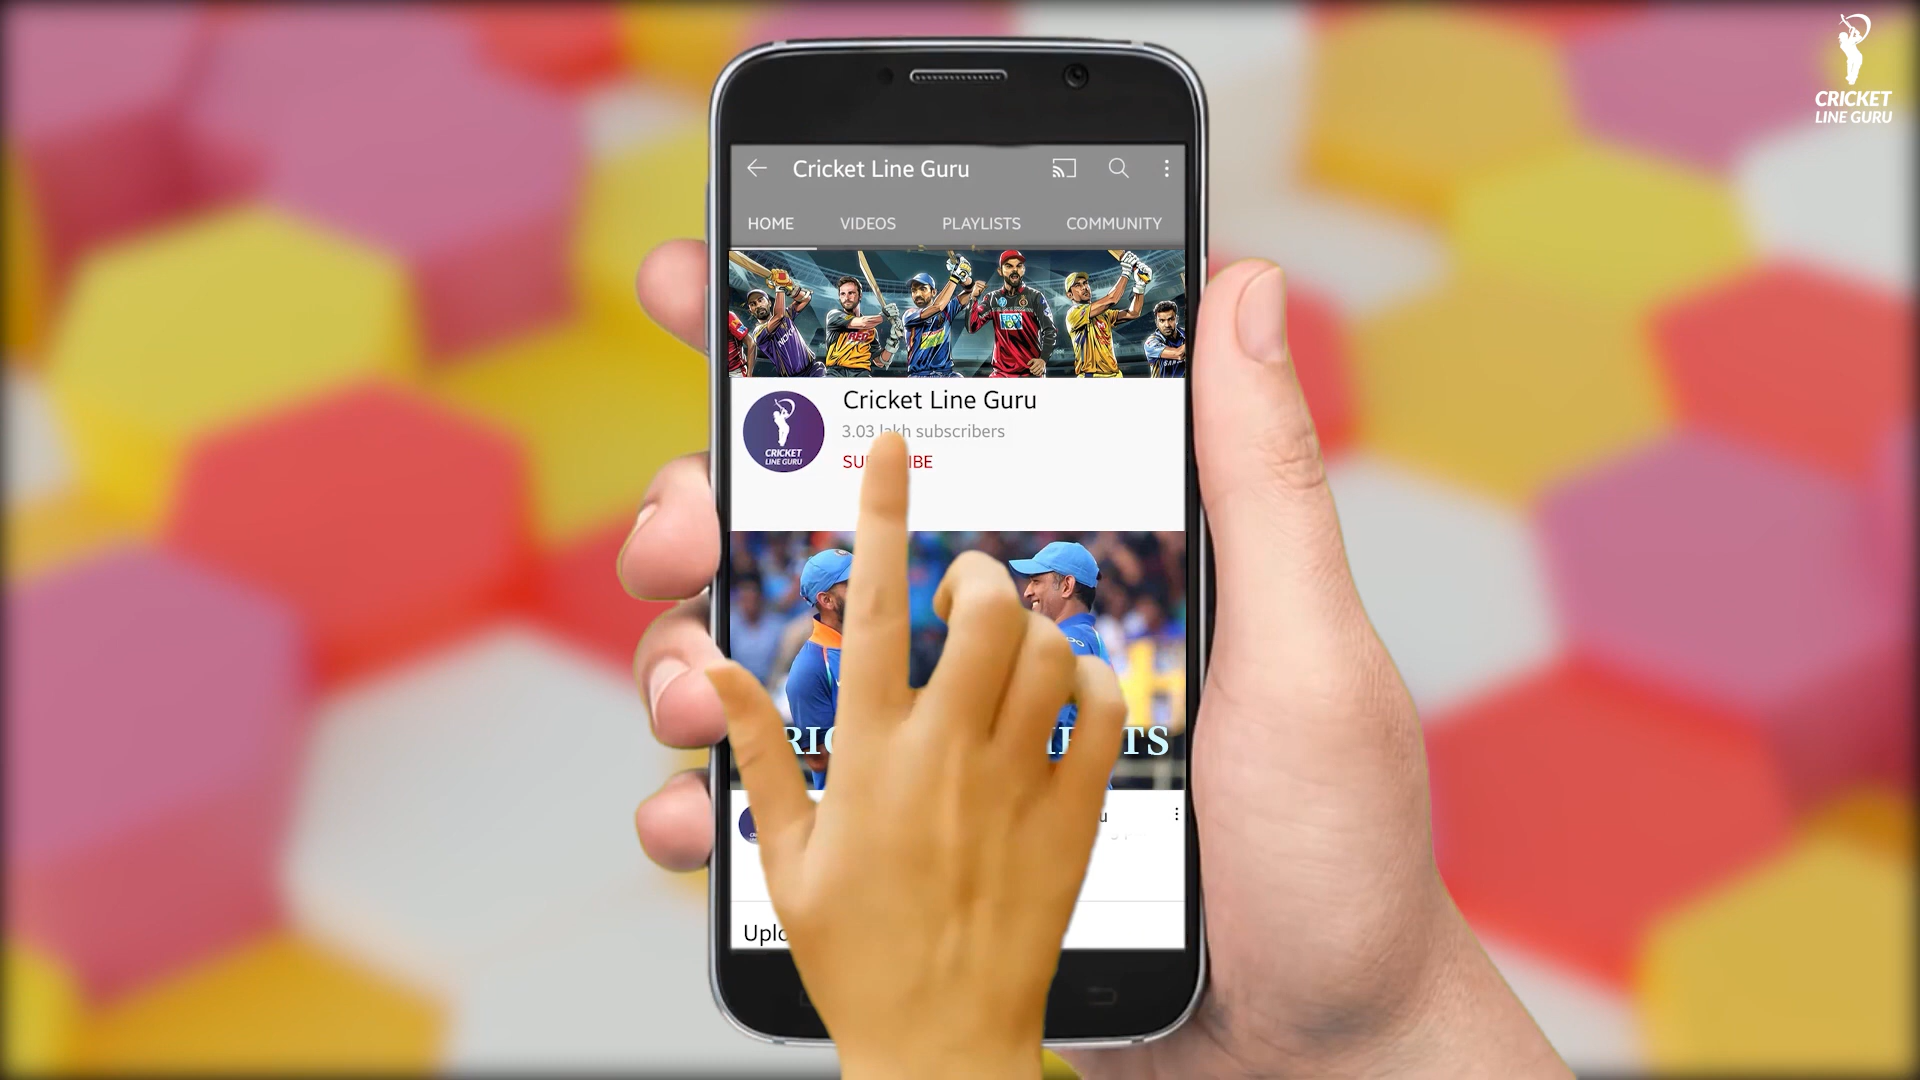 CRICKET
LINE GURU
Cricket Line Guru
HOME VIDEOS PLAYLISTS COMMUNITY
Cricket Line Guru
3.03 lakh subscribers
CRICKET
LINE GURU